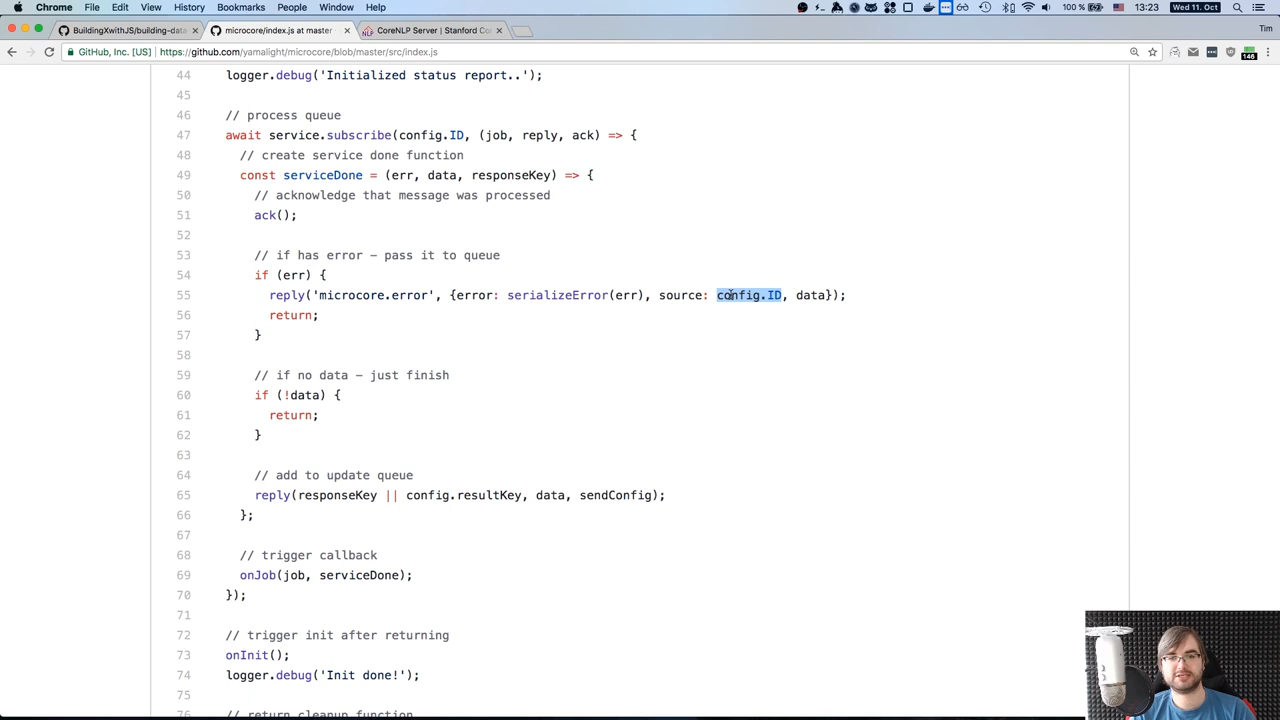 Chrome File Edit View History Bookmarks People Window Help 100 % Wed 11. Oct 13:23
BuildingXwithJS/building-data × microcore/index.js at master × CoreNLP Server | Stanford Co × Tim
GitHub, Inc. [US] https://github.com/yamalight/microcore/blob/master/src/index.js 146
44 logger.debug('Initialized status report..');
45
46 // process queue
47 await service.subscribe(config.ID, (job, reply, ack) => {
48 // create service done function
49 const serviceDone = (err, data, responseKey) => {
50 // acknowledge that message was processed
51 ack();
52
53 // if has error – pass it to queue
54 if (err) {
55 reply('microcore.error', {error: serializeError(err), source: config.ID, data});
56 return;
57 }
58
59 // if no data – just finish
60 if (!data) {
61 return;
62 }
63
64 // add to update queue
65 reply(responseKey || config.resultKey, data, sendConfig);
66 };
67
68 // trigger callback
69 onJob(job, serviceDone);
70 });
71
72 // trigger init after returning
73 onInit();
74 logger.debug('Init done!');
75
76 // return cleanup function